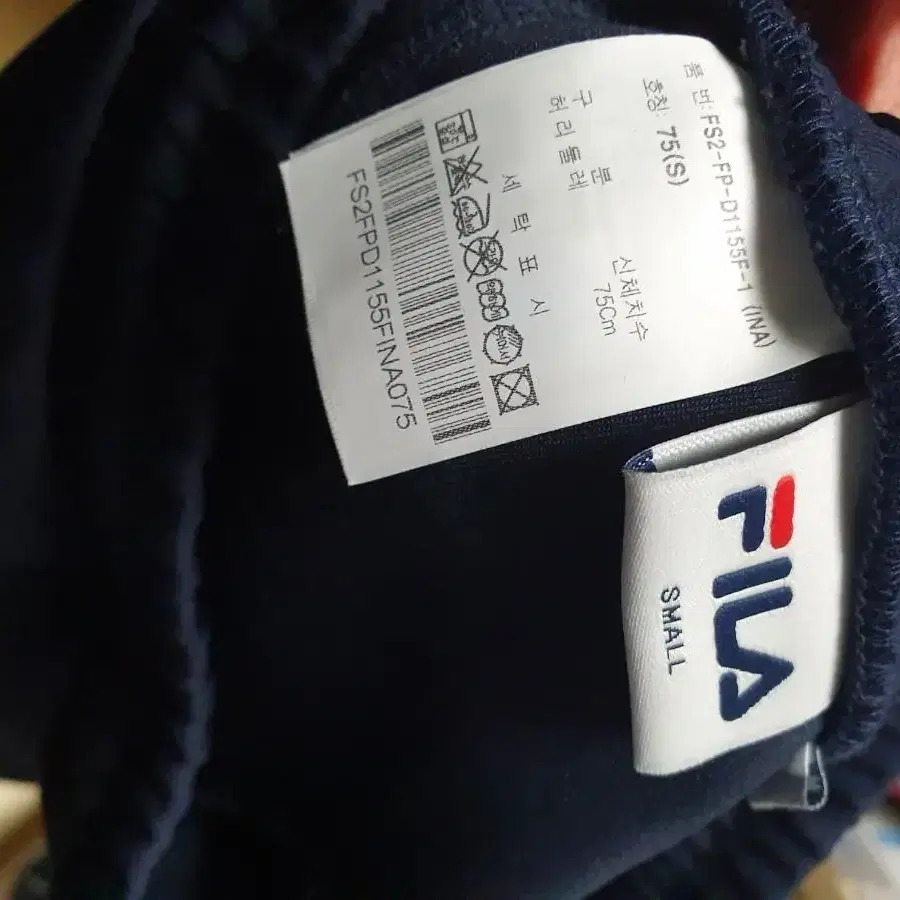 품 번: FS2-FP-D1155F-1 (INA)
호칭: 75(S)
구 분 신체치수
허리둘레 75Cm
세 탁 표 시
FS2FPD1155FINA075
FILA
SMALL